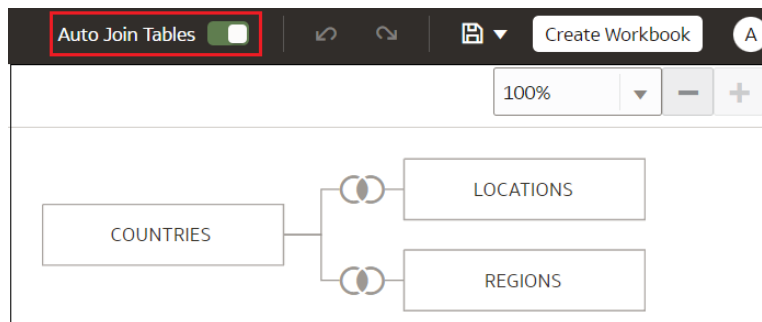 Auto Join Tables Create Workbook A
100%
LOCATIONS
COUNTRIES
REGIONS